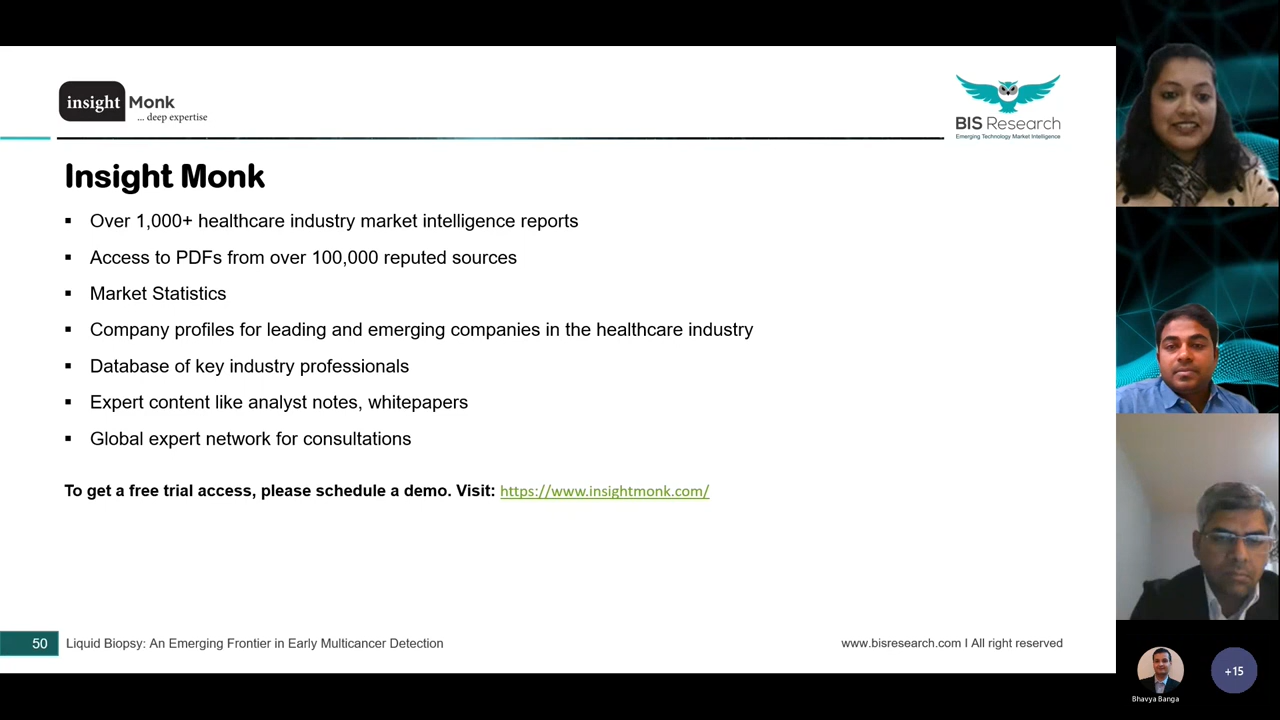 insight Monk
... deep expertise
BIS Research
Emerging Technology Market Intelligence
Insight Monk
▪ Over 1,000+ healthcare industry market intelligence reports
▪ Access to PDFs from over 100,000 reputed sources
▪ Market Statistics
▪ Company profiles for leading and emerging companies in the healthcare industry
▪ Database of key industry professionals
▪ Expert content like analyst notes, whitepapers
▪ Global expert network for consultations
To get a free trial access, please schedule a demo. Visit: https://www.insightmonk.com/
50 Liquid Biopsy: An Emerging Frontier in Early Multicancer Detection
www.bisresearch.com I All right reserved
Bhavya Banga
+15